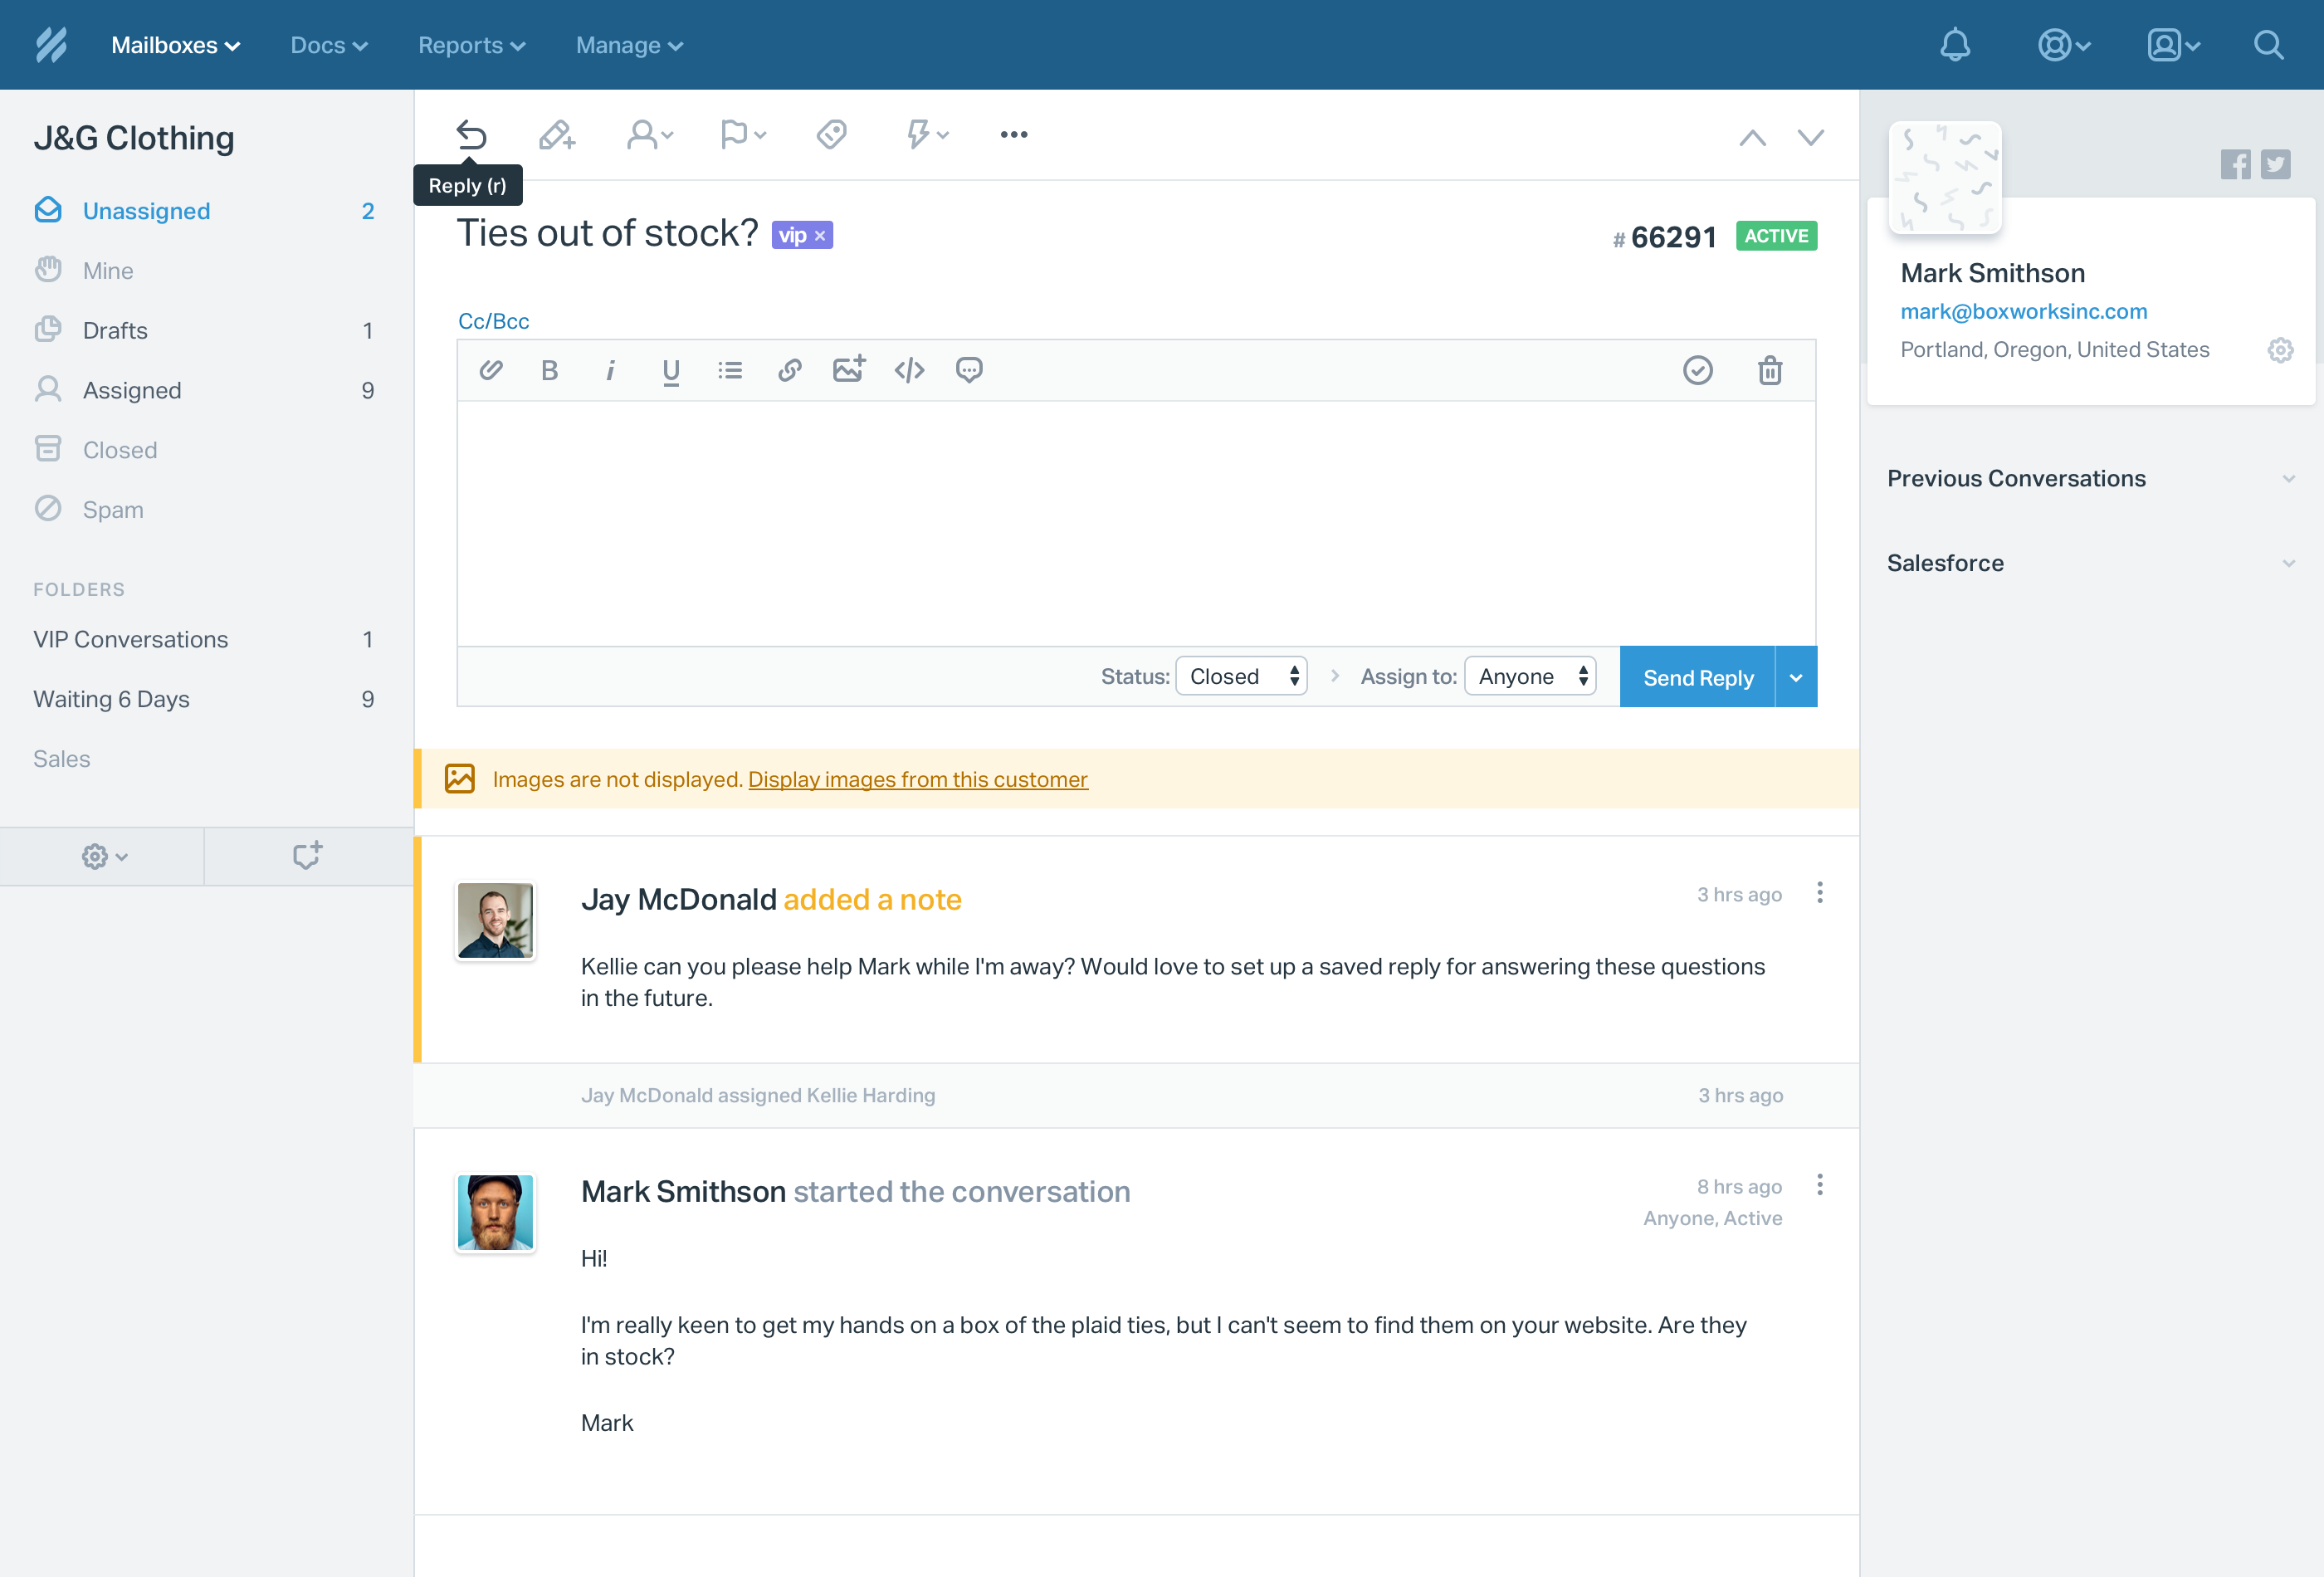 Mailboxes Docs Reports Manage
J&G Clothing
Unassigned 2
Mine
Drafts 1
Assigned 9
Closed
Spam
FOLDERS
VIP Conversations 1
Waiting 6 Days 9
Sales
Reply (r)
Ties out of stock? vip × # 66291 ACTIVE
Cc/Bcc
B i U
Status: Closed Assign to: Anyone Send Reply
Images are not displayed. Display images from this customer
Jay McDonald added a note 3 hrs ago
Kellie can you please help Mark while I'm away? Would love to set up a saved reply for answering these questions
in the future.
Jay McDonald assigned Kellie Harding 3 hrs ago
Mark Smithson started the conversation 8 hrs ago
Anyone, Active
Hi!
I'm really keen to get my hands on a box of the plaid ties, but I can't seem to find them on your website. Are they
in stock?
Mark
Mark Smithson
mark@boxworksinc.com
Portland, Oregon, United States
Previous Conversations
Salesforce